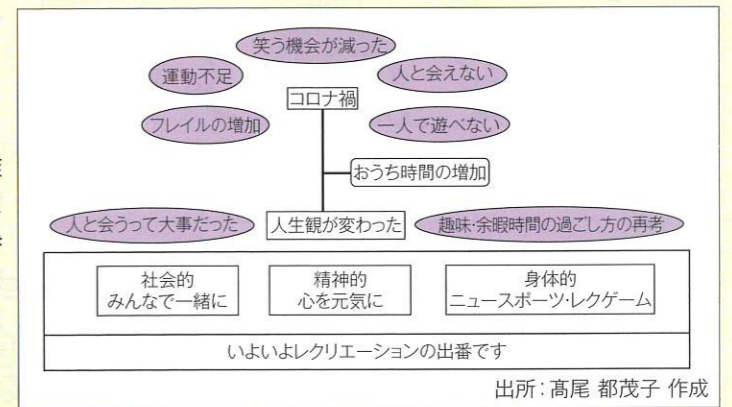 笑う機会が減った
運動不足
人と会えない
コロナ禍
フレイルの増加
一人で遊べない
おうち時間の増加
人と会うって大事だった
人生観が変わった
趣味・余暇時間の過ごし方の再考
社会的
みんなで一緒に
精神的
心を元気に
身体的
ニュースポーツ・レクゲーム
いよいよレクリエーションの出番です
出所：髙尾 都茂子 作成